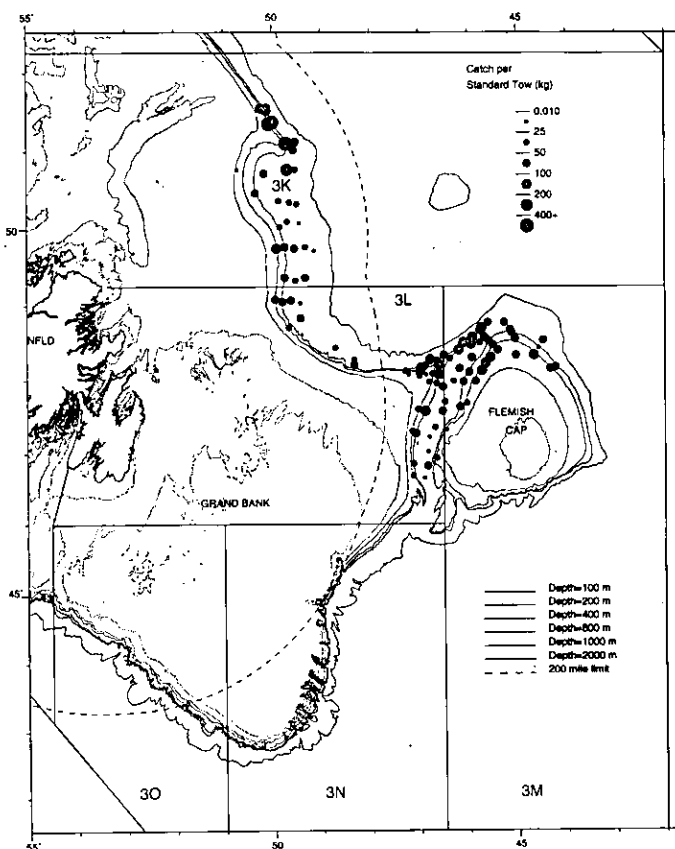 55'
50
45
Catch per
Standard Tow (kg)
0.010
25
50
100
200
400+
3K
50
3L
NFLD
FLEMISH
CAP
GRAND BANK
45'
Depth=100 m
Depth=200 m
Depth=400 m
Depth=800 m
Depth=1000 m
Depth=2000 m
200 mile limit
3O
3N
3M
55'
50
45